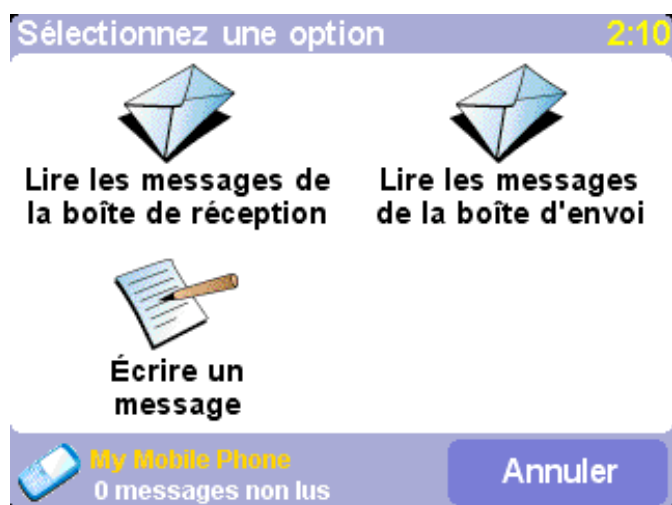 Sélectionnez une option 2:10
Lire les messages de
la boîte de réception
Lire les messages
de la boîte d'envoi
Écrire un
message
My Mobile Phone
0 messages non lus
Annuler